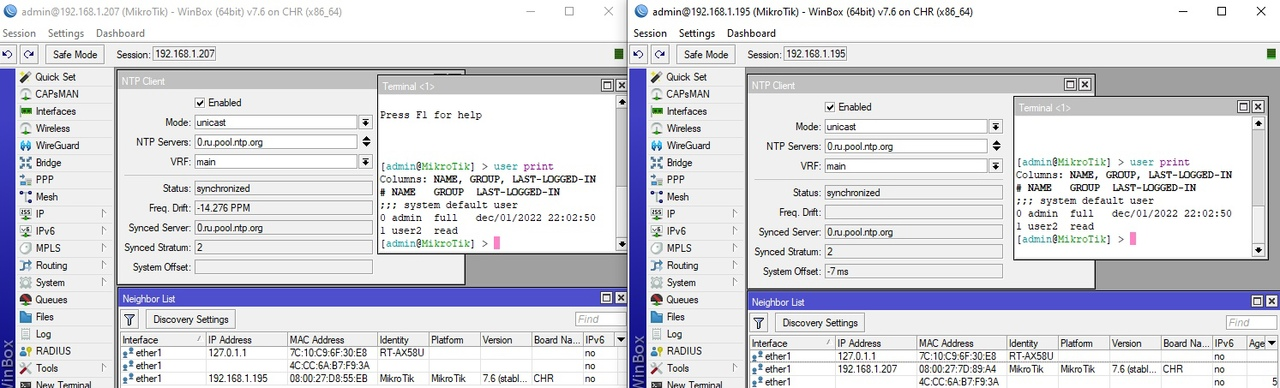 admin@192.168.1.207 (MikroTik) - WinBox (64bit) v7.6 on CHR (x86_64)
Session Settings Dashboard
Safe Mode Session: 192.168.1.207
Quick Set
CAPsMAN
Interfaces
Wireless
WireGuard
Bridge
PPP
Mesh
IP
IPv6
MPLS
Routing
System
Queues
Files
Log
RADIUS
Tools
New Terminal
WinBox
NTP Client
Enabled
Mode: unicast
NTP Servers: 0.ru.pool.ntp.org
VRF: main
Status: synchronized
Freq. Drift: -14.276 PPM
Synced Server: 0.ru.pool.ntp.org
Synced Stratum: 2
System Offset:
Terminal <1>
Press F1 for help
[admin@MikroTik] > user print
Columns: NAME, GROUP, LAST-LOGGED-IN
# NAME GROUP LAST-LOGGED-IN
;;; system default user
0 admin full dec/01/2022 22:02:50
1 user2 read
[admin@MikroTik] >
Neighbor List
Discovery Settings Find
Interface IP Address MAC Address Identity Platform Version Board Na... IPv6
ether1 127.0.1.1 7C:10:C9:6F:30:E8 RT-AX58U no
ether1 4C:CC:6A:B7:F9:3A no
ether1 192.168.1.195 08:00:27:D8:55:EB MikroTik MikroTik 7.6 (stabl... CHR no
admin@192.168.1.195 (MikroTik) - WinBox (64bit) v7.6 on CHR (x86_64)
Session Settings Dashboard
Safe Mode Session: 192.168.1.195
Quick Set
CAPsMAN
Interfaces
Wireless
WireGuard
Bridge
PPP
Mesh
IP
IPv6
MPLS
Routing
System
Queues
Files
Log
RADIUS
Tools
New Terminal
WinBox
NTP Client
Enabled
Mode: unicast
NTP Servers: 0.ru.pool.ntp.org
VRF: main
Status: synchronized
Freq. Drift:
Synced Server: 0.ru.pool.ntp.org
Synced Stratum: 2
System Offset: -7 ms
Terminal <1>
[admin@MikroTik] > user print
Columns: NAME, GROUP, LAST-LOGGED-IN
# NAME GROUP LAST-LOGGED-IN
;;; system default user
0 admin full dec/01/2022 22:02:50
1 user2 read
[admin@MikroTik] >
Neighbor List
Discovery Settings Find
Interface IP Address MAC Address Identity Platform Version Board Na... IPv6 Age
ether1 127.0.1.1 7C:10:C9:6F:30:E8 RT-AX58U no
ether1 192.168.1.207 08:00:27:7D:89:A4 MikroTik MikroTik 7.6 (stabl... CHR no
ether1 4C:CC:6A:B7:F9:3A no 5